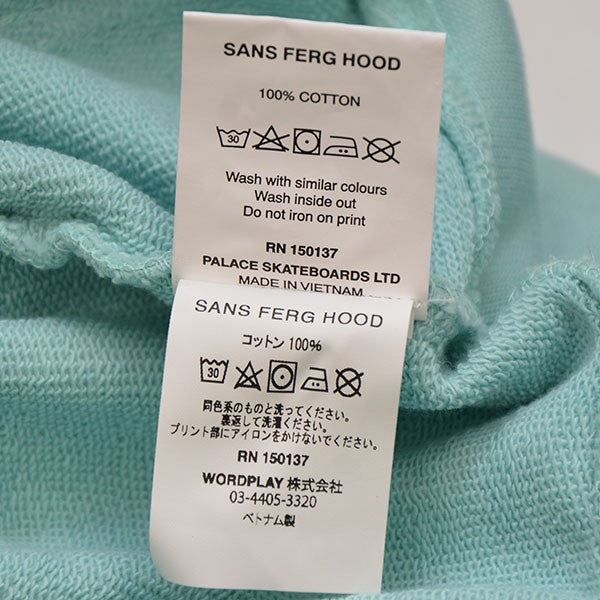 SANS FERG HOOD
100% COTTON
30
Wash with similar colours
Wash inside out
Do not iron on print
RN 150137
PALACE SKATEBOARDS LTD
MADE IN VIETNAM
SANS FERG HOOD
コットン 100%
30
同色系のものと洗ってください。
裏返して洗濯ください。
プリント部にアイロンをかけないでください。
RN 150137
WORDPLAY 株式会社
03-4405-3320
ベトナム製